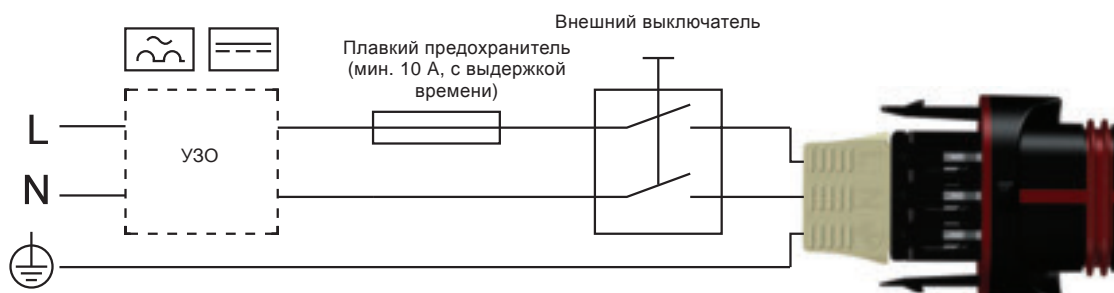 Внешний выключатель
Плавкий предохранитель
(мин. 10 А, с выдержкой
времени)
L
УЗО
N